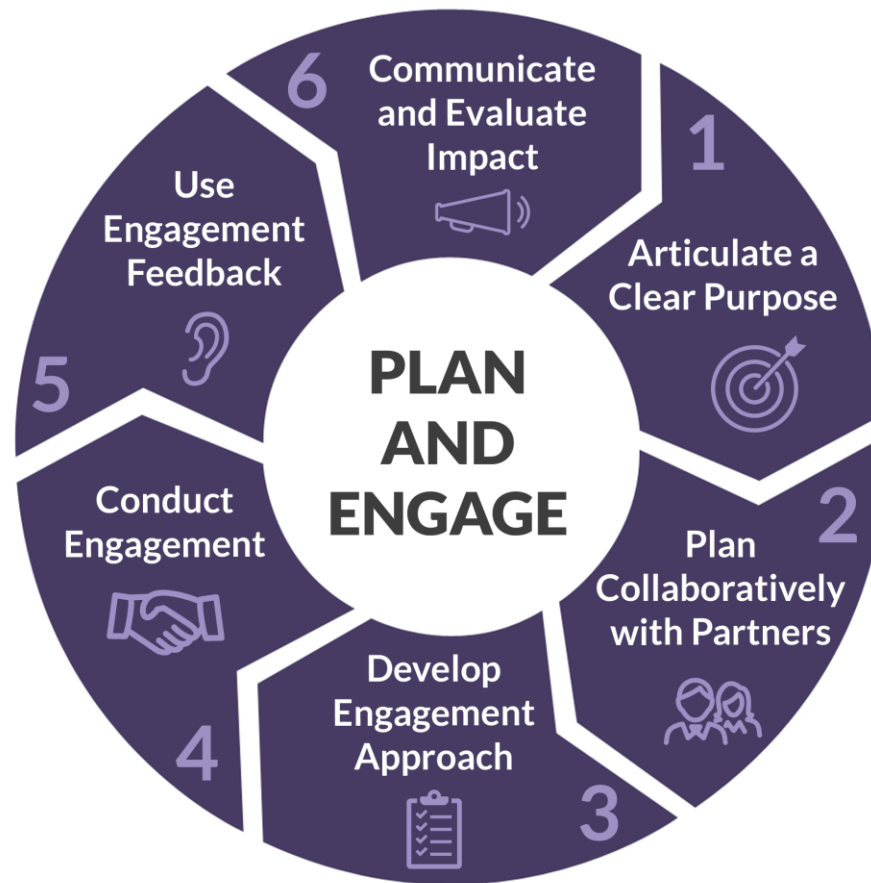 PLAN
AND
ENGAGE
1
Articulate a
Clear Purpose
2
Plan
Collaboratively
with Partners
3
Develop
Engagement
Approach
4
Conduct
Engagement
5
Use
Engagement
Feedback
6
Communicate
and Evaluate
Impact